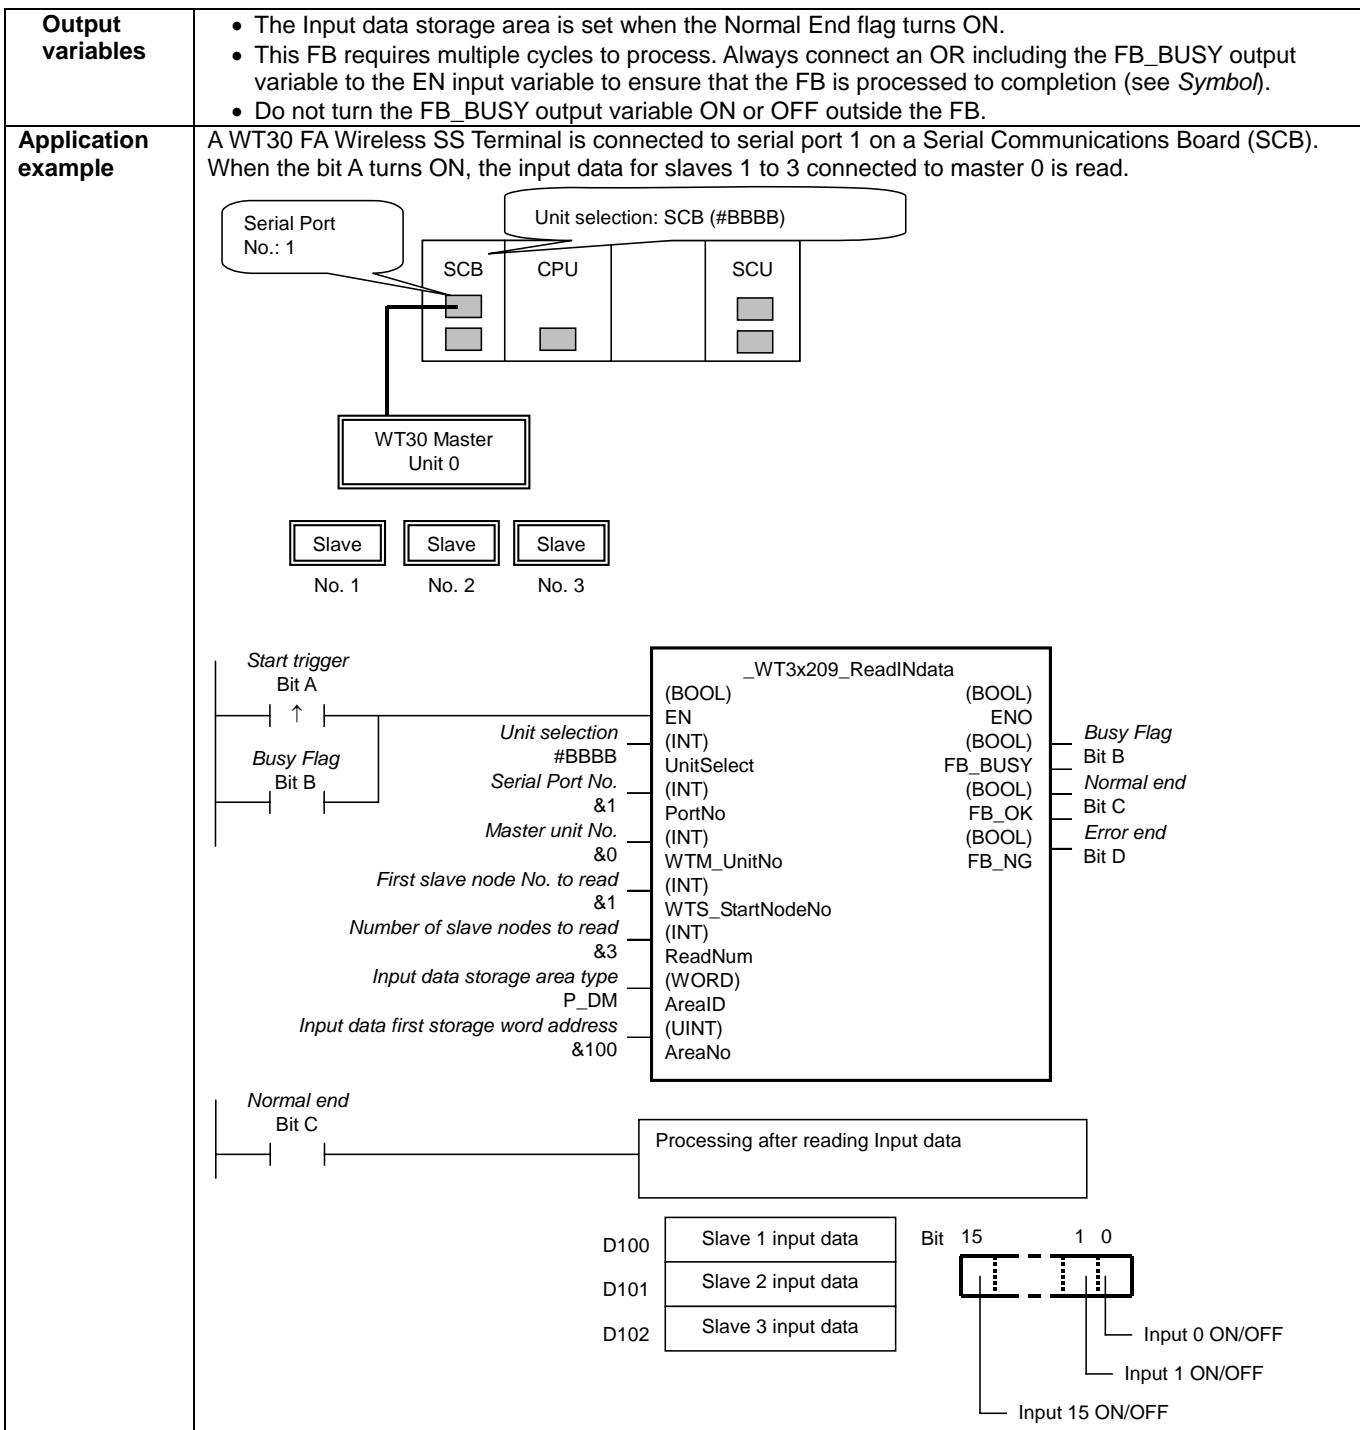 Output
variables
• The Input data storage area is set when the Normal End flag turns ON.
• This FB requires multiple cycles to process. Always connect an OR including the FB_BUSY output
variable to the EN input variable to ensure that the FB is processed to completion (see Symbol).
• Do not turn the FB_BUSY output variable ON or OFF outside the FB.
Application
example
A WT30 FA Wireless SS Terminal is connected to serial port 1 on a Serial Communications Board (SCB).
When the bit A turns ON, the input data for slaves 1 to 3 connected to master 0 is read.
Serial Port
No.: 1
Unit selection: SCB (#BBBB)
SCB
CPU
SCU
WT30 Master
Unit 0
Slave
Slave
Slave
No. 1
No. 2
No. 3
Start trigger
Bit A
↑
Busy Flag
Bit B
Unit selection
#BBBB
Serial Port No.
&1
Master unit No.
&0
First slave node No. to read
&1
Number of slave nodes to read
&3
Input data storage area type
P_DM
Input data first storage word address
&100
_WT3x209_ReadINdata
(BOOL)
EN
(INT)
UnitSelect
(INT)
PortNo
(INT)
WTM_UnitNo
(INT)
WTS_StartNodeNo
(INT)
ReadNum
(WORD)
AreaID
(UINT)
AreaNo
(BOOL)
ENO
(BOOL)
FB_BUSY
(BOOL)
FB_OK
(BOOL)
FB_NG
Busy Flag
Bit B
Normal end
Bit C
Error end
Bit D
Normal end
Bit C
Processing after reading Input data
D100
Slave 1 input data
D101
Slave 2 input data
D102
Slave 3 input data
Bit 15 1 0
Input 0 ON/OFF
Input 1 ON/OFF
Input 15 ON/OFF